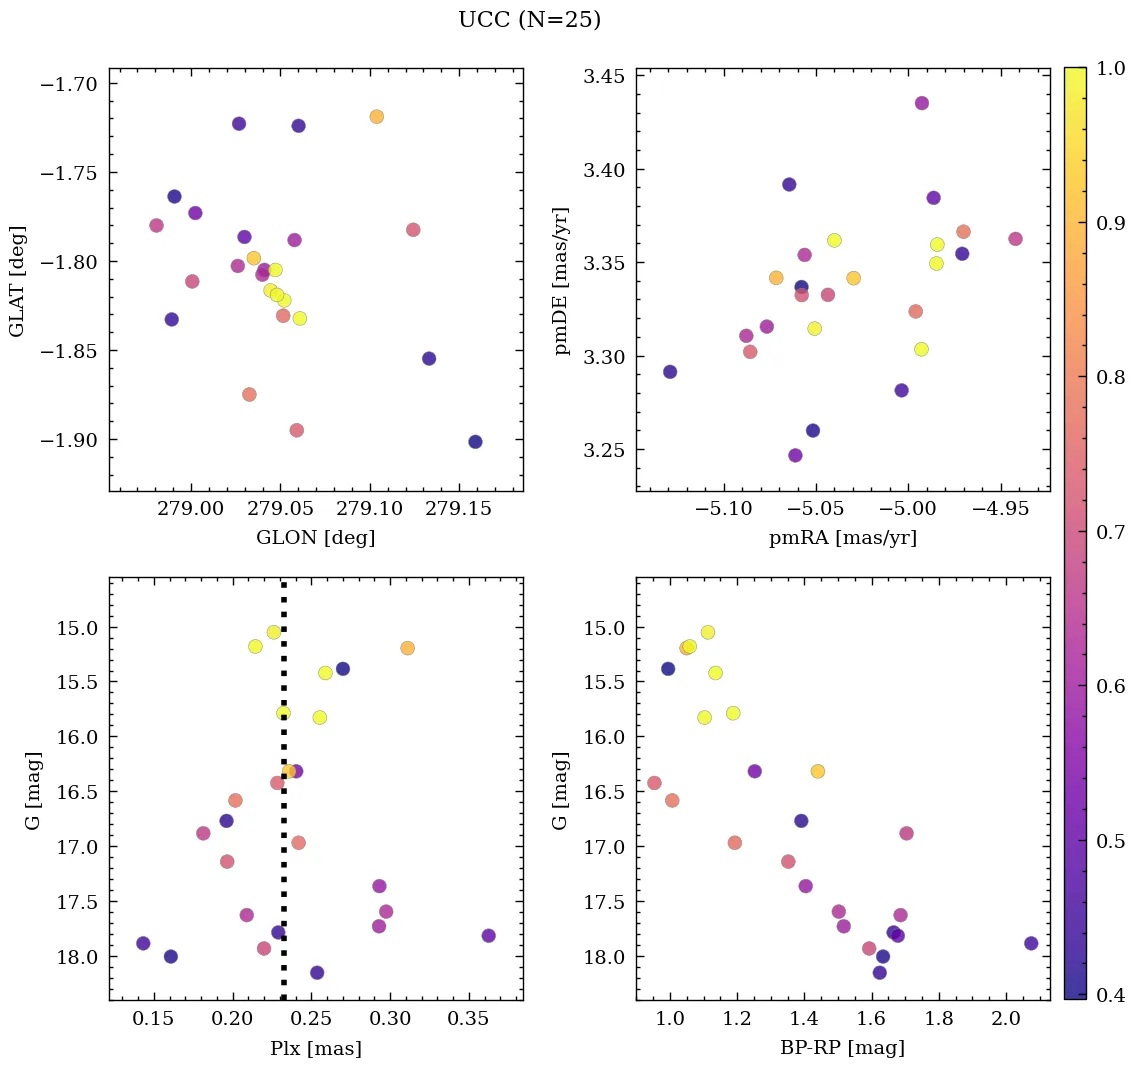 UCC (N=25)
−1.70
−1.75
−1.80
−1.85
−1.90
GLAT [deg]
279.00 279.05 279.10 279.15
GLON [deg]
3.45
3.40
3.35
3.30
3.25
pmDE [mas/yr]
−5.10 −5.05 −5.00 −4.95
pmRA [mas/yr]
15.0
15.5
16.0
16.5
17.0
17.5
18.0
G [mag]
0.15 0.20 0.25 0.30 0.35
Plx [mas]
15.0
15.5
16.0
16.5
17.0
17.5
18.0
G [mag]
1.0 1.2 1.4 1.6 1.8 2.0
BP-RP [mag]
1.0
0.9
0.8
0.7
0.6
0.5
0.4